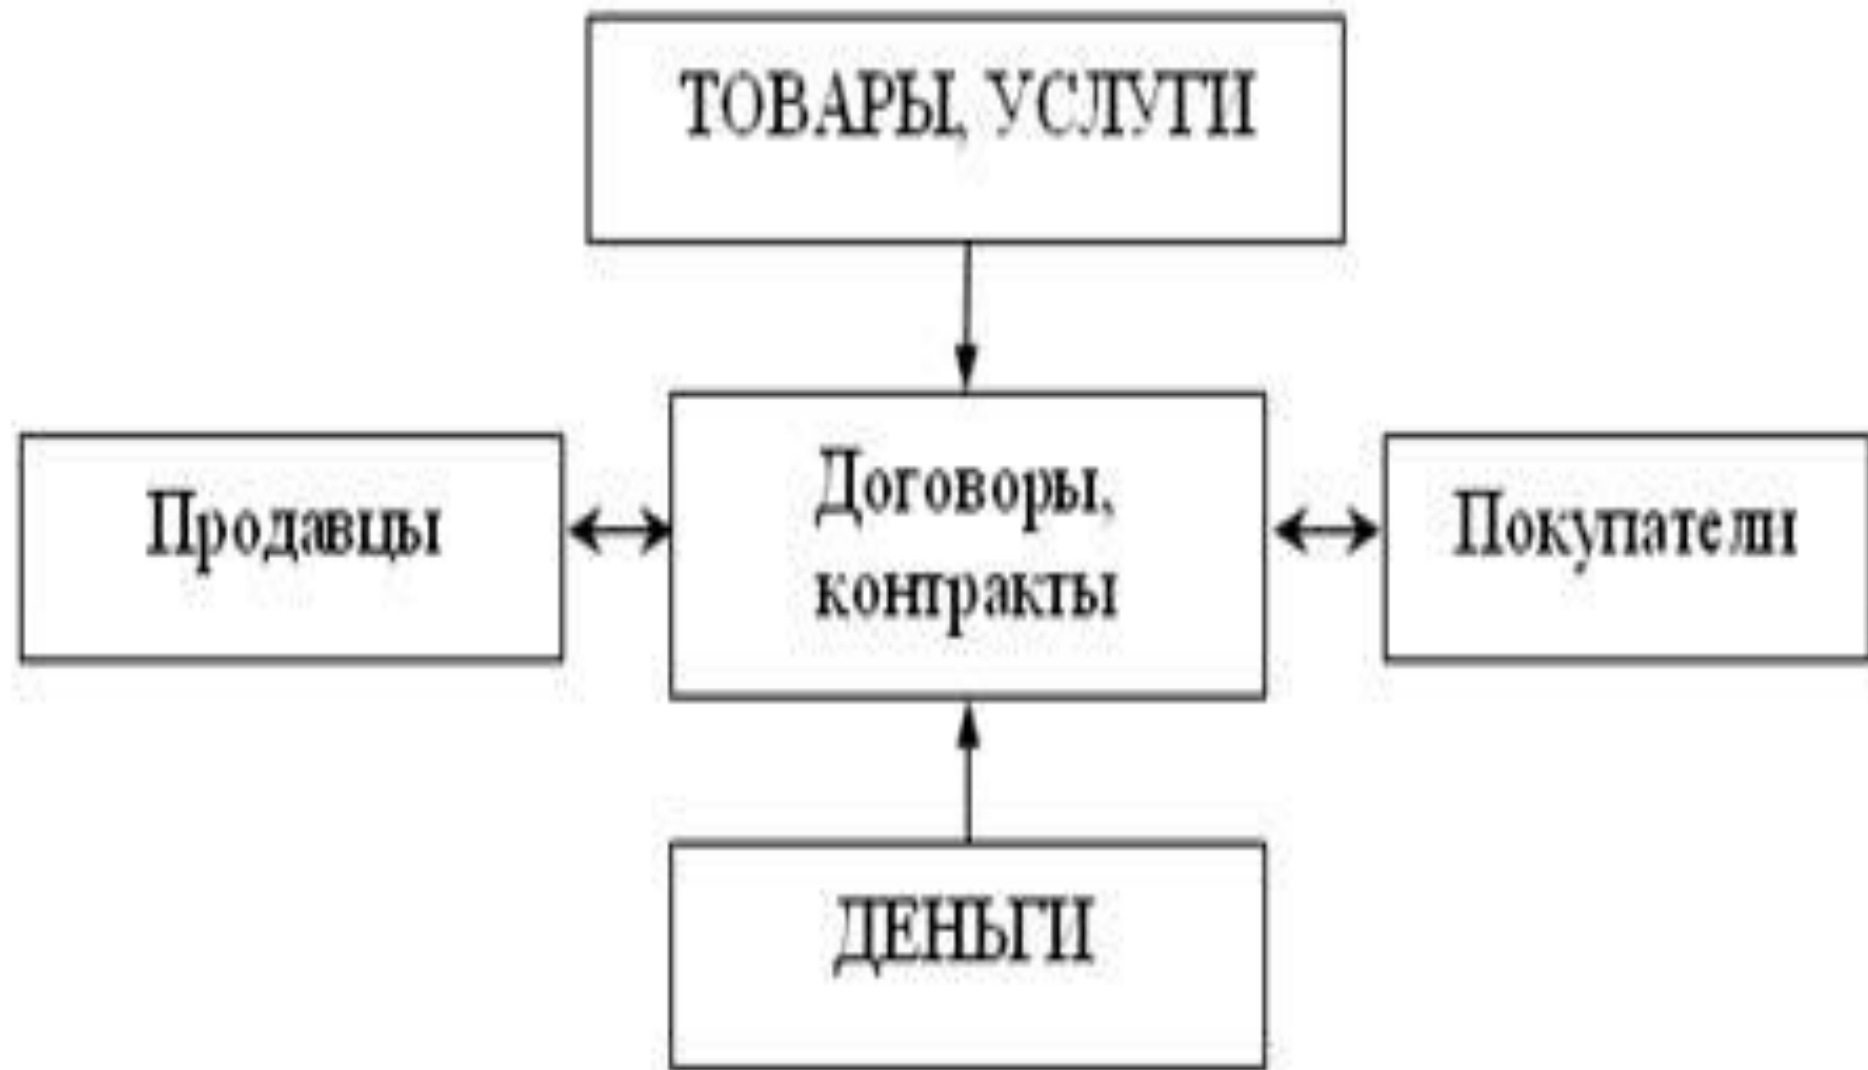 ТОВАРЫ, УСЛУГИ
Продавцы
Договоры,
контракты
Покупатели
ДЕНЬГИ